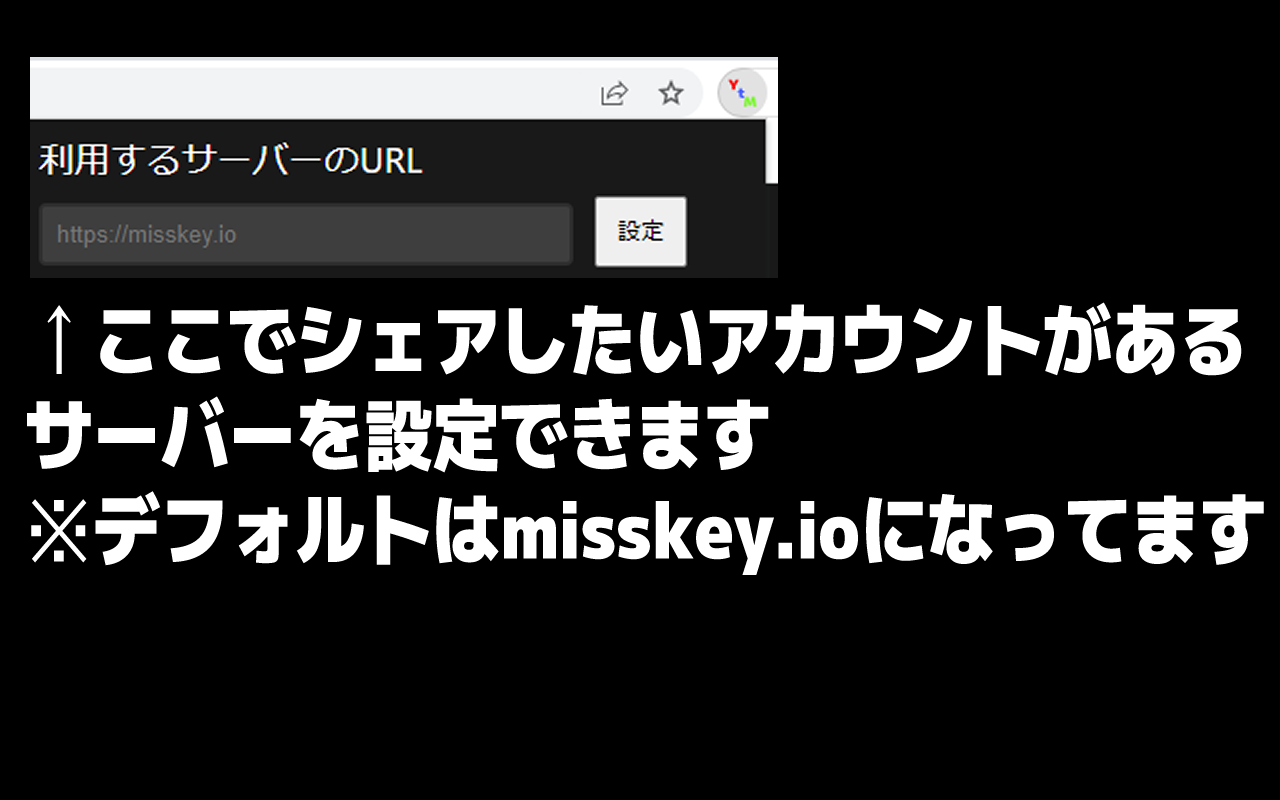 YtM
利用するサーバーのURL
https://misskey.io
設定
↑ここでシェアしたいアカウントがある
サーバーを設定できます
※デフォルトはmisskey.ioになってます